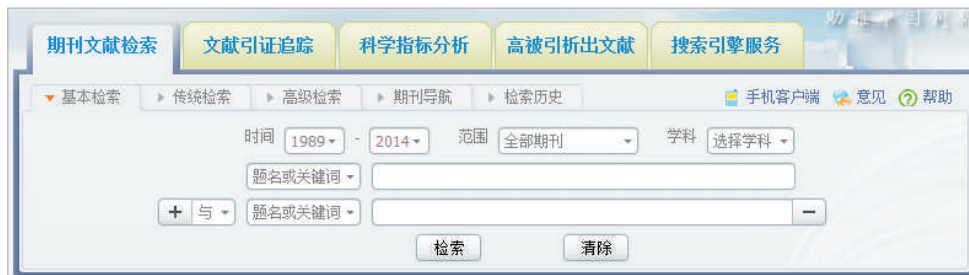 期刊文献检索 文献引证追踪 科学指标分析 高被引析出文献 搜索引擎服务
基本检索 传统检索 高级检索 期刊导航 检索历史 手机客户端 意见 帮助
时间 1989 - 2014 范围 全部期刊 学科 选择学科
题名或关键词
+ 与 题名或关键词 −
检索 清除